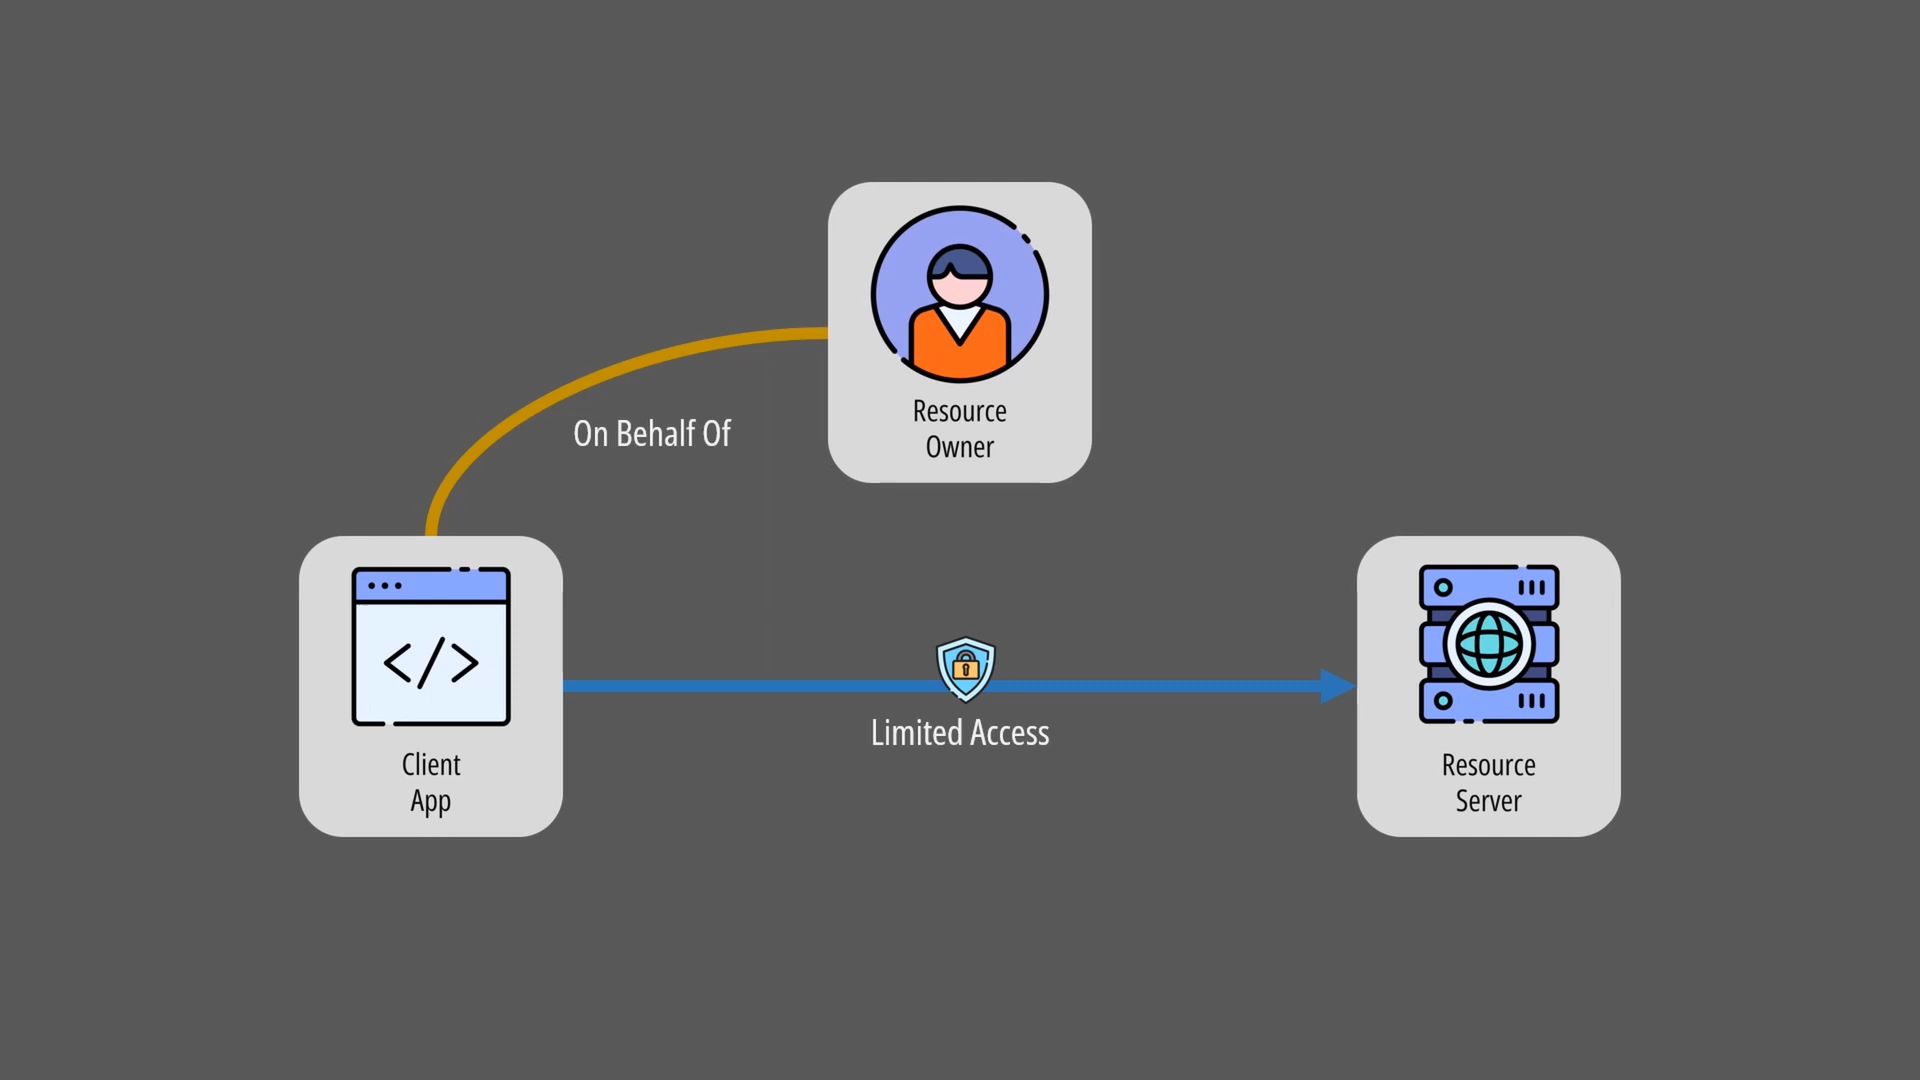 Resource
Owner
On Behalf Of
Client
App
Limited Access
Resource
Server